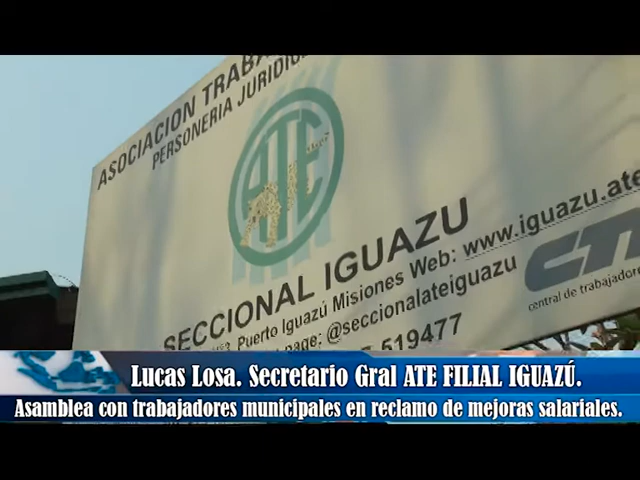 ASOCIACION TRABA
PERSONERIA JURIDIC
ATE
SECCIONAL IGUAZU
Puerto Iguazú Misiones Web: www.iguazu.ate
page: @seccionalateiguazu
519477
CT
central de trabajadore
Lucas Losa. Secretario Gral ATE FILIAL IGUAZÚ.
Asamblea con trabajadores municipales en reclamo de mejoras salariales.